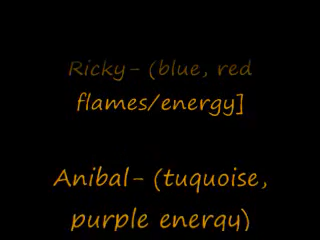 Ricky- (blue, red
flames/energy]
Anibal- (tuquoise,
purple energy)